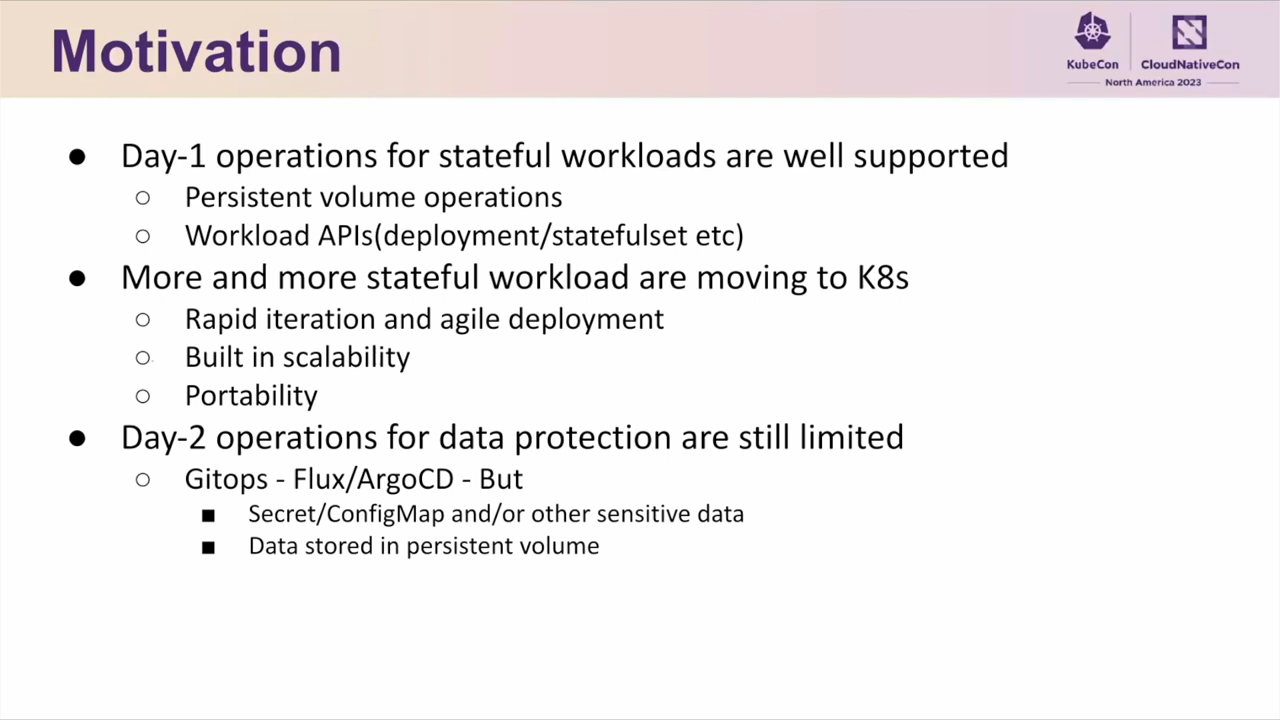 Motivation
KubeCon
CloudNativeCon
North America 2023
● Day-1 operations for stateful workloads are well supported
○ Persistent volume operations
○ Workload APIs(deployment/statefulset etc)
● More and more stateful workload are moving to K8s
○ Rapid iteration and agile deployment
○ Built in scalability
○ Portability
● Day-2 operations for data protection are still limited
○ Gitops - Flux/ArgoCD - But
■ Secret/ConfigMap and/or other sensitive data
■ Data stored in persistent volume